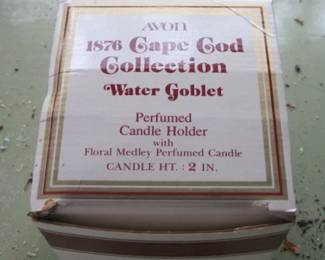 AVON
1876 Cape Cod
Collection
Water Goblet
Perfumed
Candle Holder
with
Floral Medley Perfumed Candle
CANDLE HT. : 2 IN.